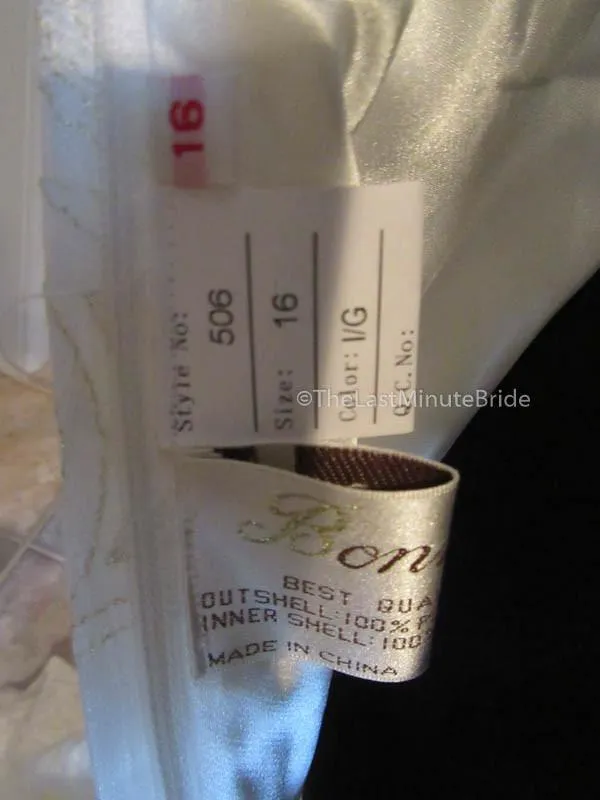 16
Style No:
506
Size: 16
Color: I/G
Q.C.No:
©TheLastMinuteBride
Bon
BEST QUA
OUTSHELL:100% P
INNER SHELL:100
MADE IN CHINA